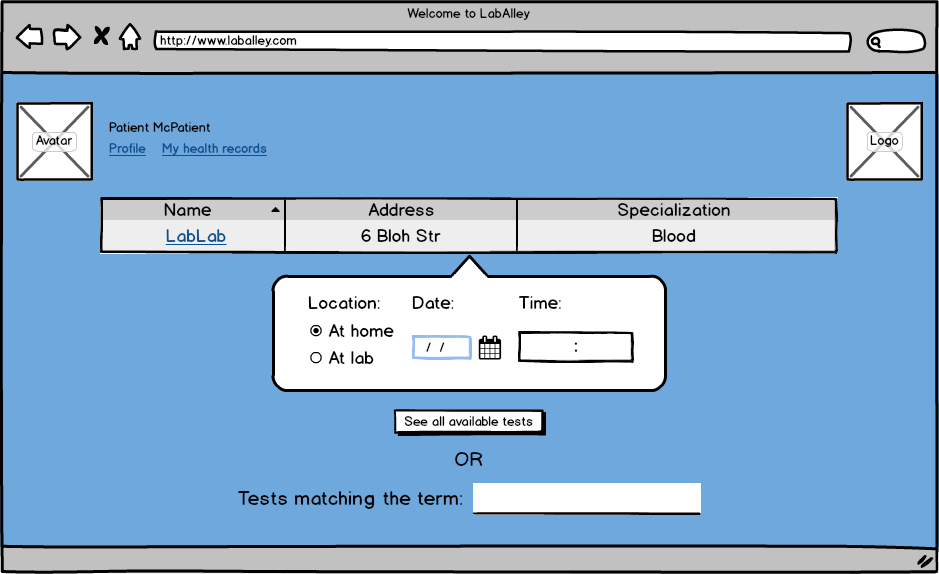 Welcome to LabAlley
http://www.laballey.com
Avatar
Patient McPatient
Profile My health records
Logo
Name Address Specialization
LabLab 6 Bloh Str Blood
Location: Date: Time:
At home
/ / :
At lab
See all available tests
OR
Tests matching the term: